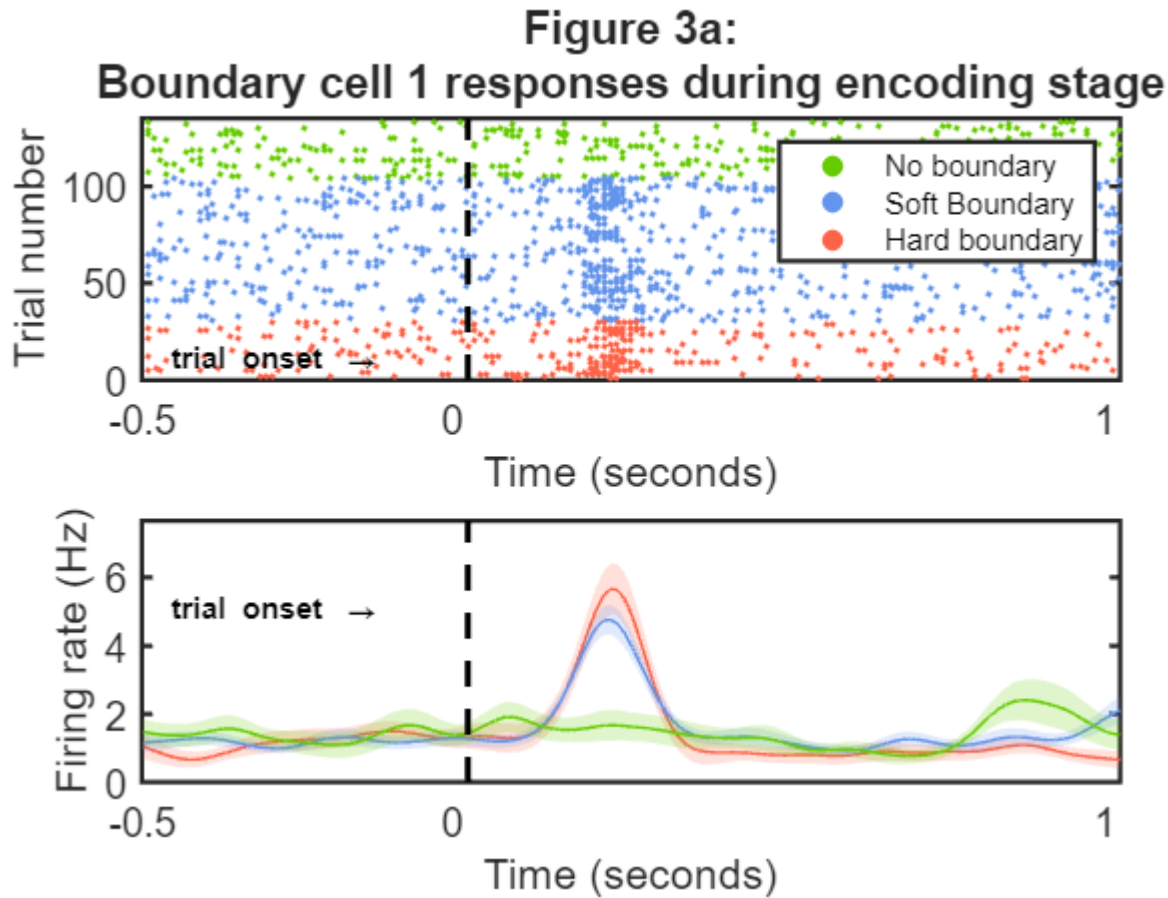 Figure 3a:
Boundary cell 1 responses during encoding stage
Trial number
100
50
0
No boundary
Soft Boundary
Hard boundary
trial onset →
-0.5 0 1
Time (seconds)
Firing rate (Hz)
6
4
2
0
trial onset →
-0.5 0 1
Time (seconds)